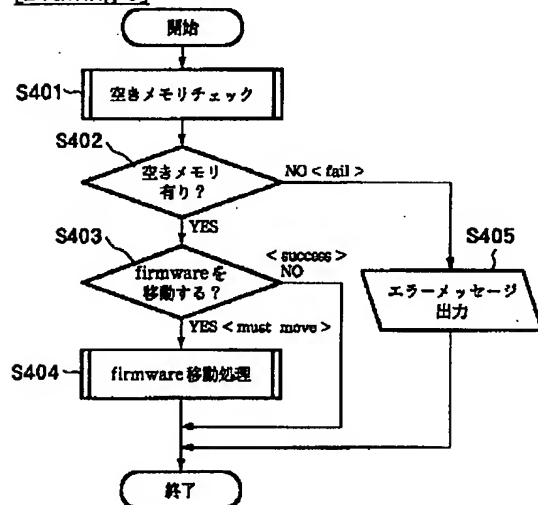 開始
S401
空きメモリチェック
S402
空きメモリ
有り?
NO < fail >
YES
S403
< success >
NO
firmwareを
移動する?
S405
エラーメッセージ
出力
YES < must move >
S404
firmware移動処理
終了